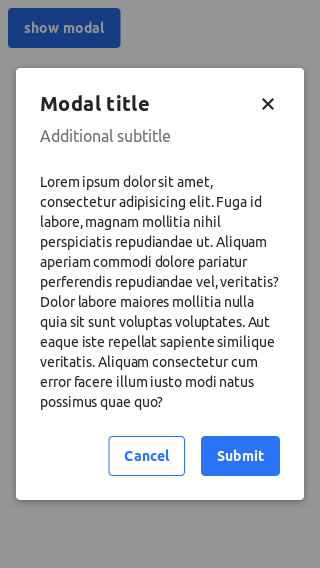 show modal
Modal title
Additional subtitle
Lorem ipsum dolor sit amet,
consectetur adipisicing elit. Fuga id
labore, magnam mollitia nihil
perspiciatis repudiandae ut. Aliquam
aperiam commodi dolore pariatur
perferendis repudiandae vel, veritatis?
Dolor labore maiores mollitia nulla
quia sit sunt voluptas voluptates. Aut
eaque iste repellat sapiente similique
veritatis. Aliquam consectetur cum
error facere illum iusto modi natus
possimus quae quo?
Cancel Submit